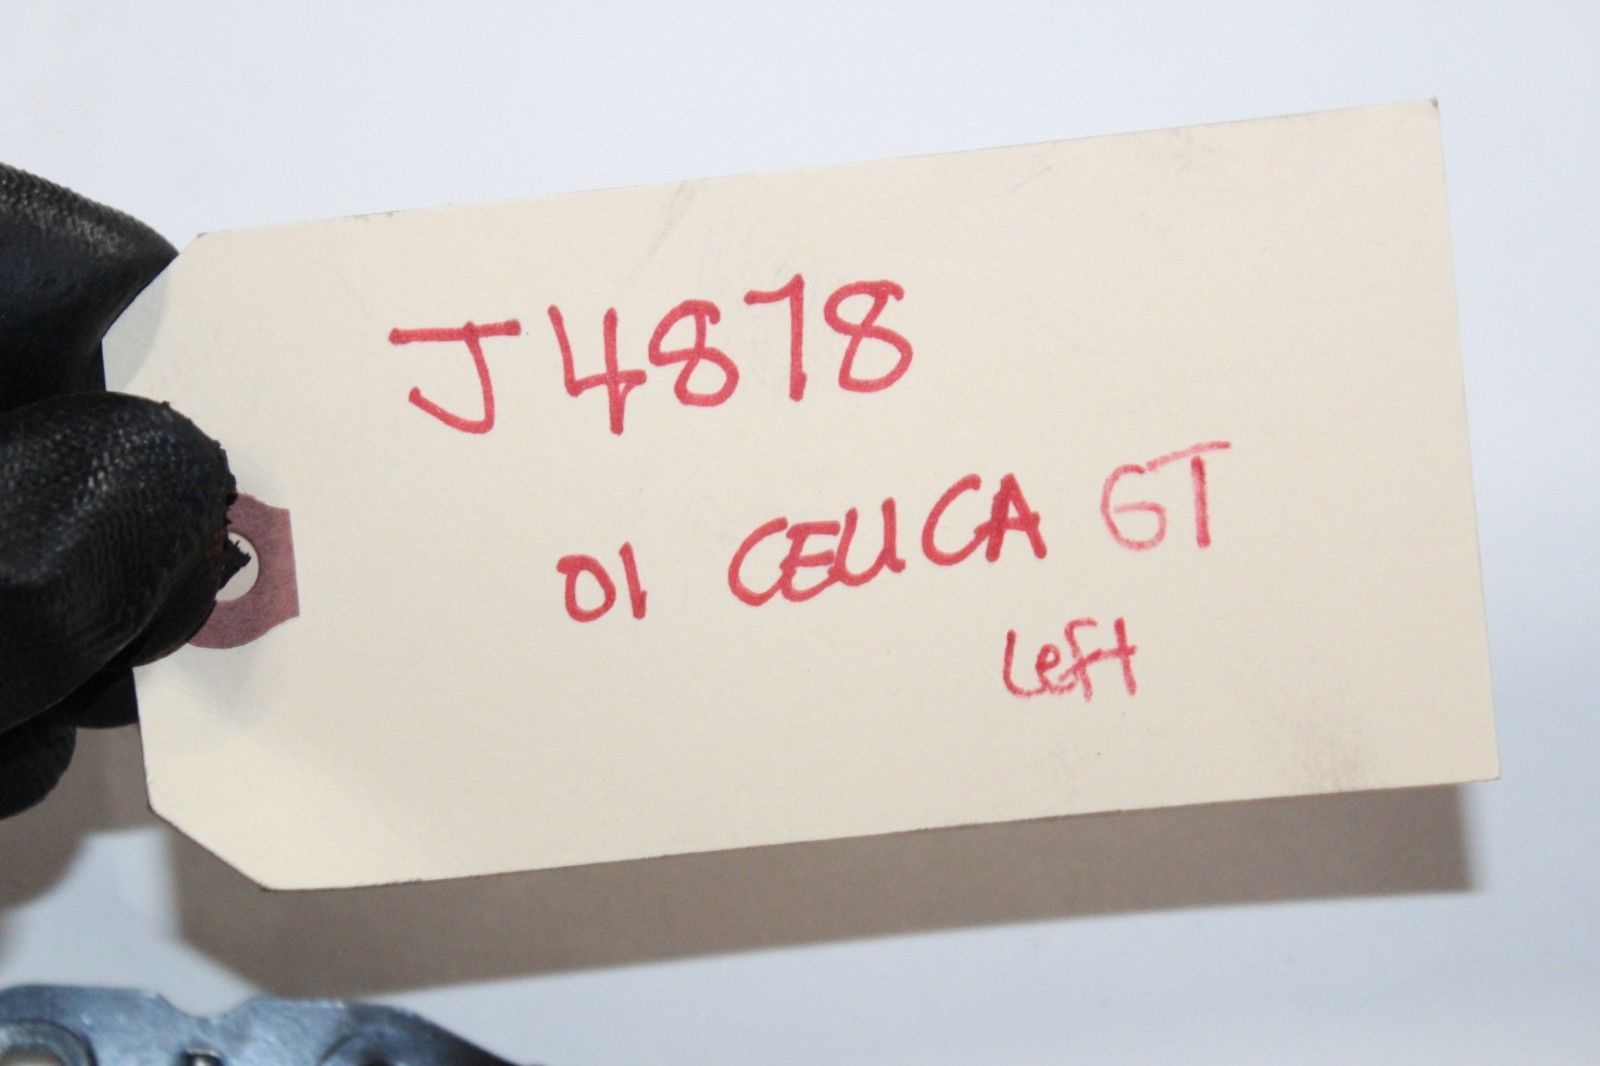 J4878
01 CELICA GT
Left